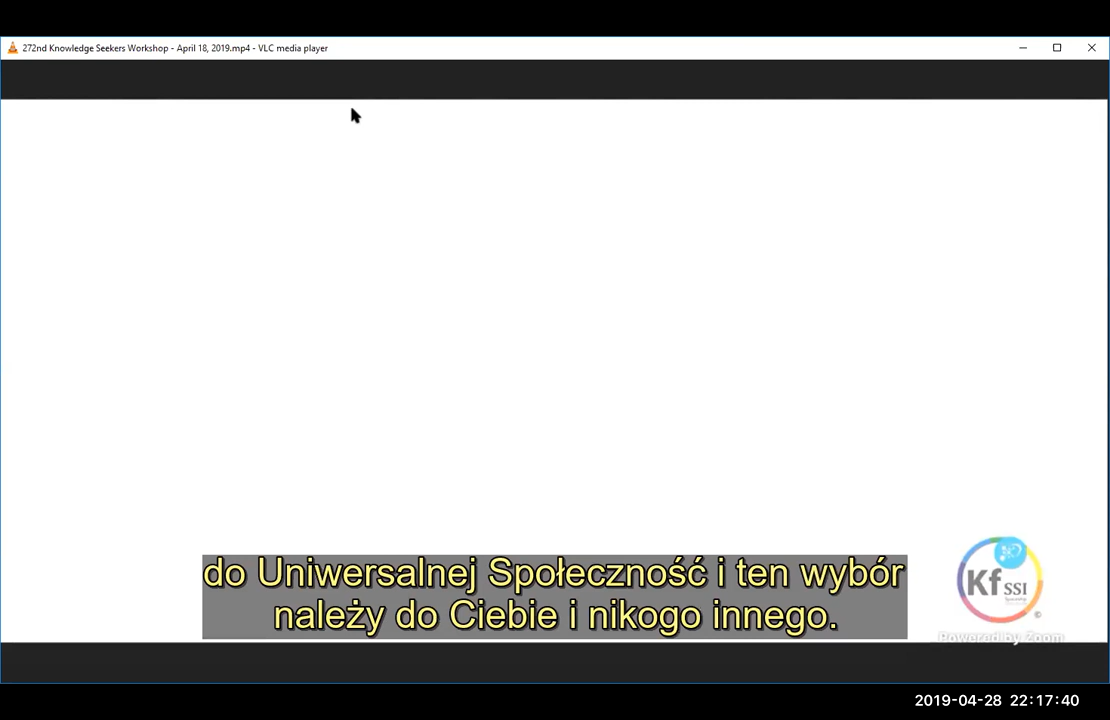 272nd Knowledge Seekers Workshop - April 18, 2019.mp4 - VLC media player
do Uniwersalnej Społeczność i ten wybór
należy do Ciebie i nikogo innego.
Kf SSI
©
Powered by Zoom
2019-04-28 22:17:40